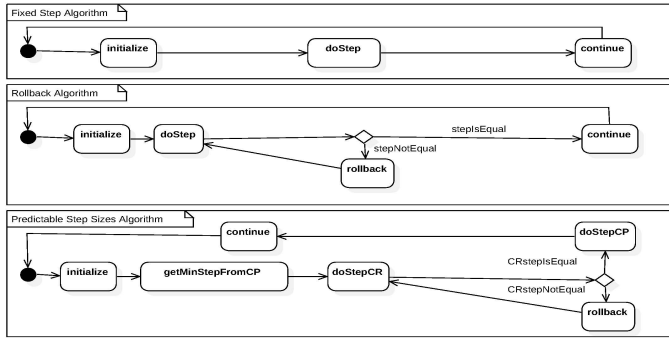 Fixed Step Algorithm
initialize
doStep
continue
Rollback Algorithm
initialize
doStep
stepIsEqual
continue
stepNotEqual
rollback
Predictable Step Sizes Algorithm
continue
doStepCP
CRstepIsEqual
initialize
getMinStepFromCP
doStepCR
CRstepNotEqual
rollback